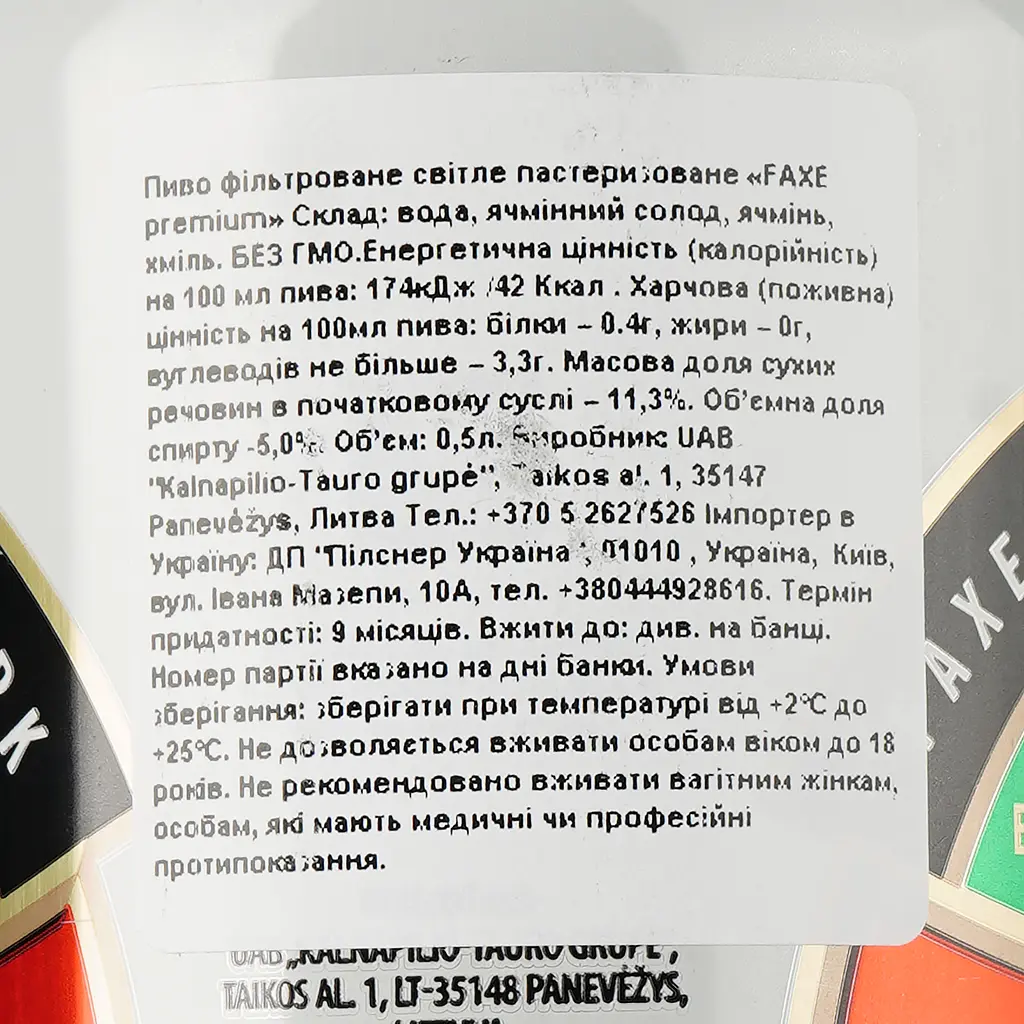 Пиво фільтроване світле пастеризоване «FAXE
premium» Склад: вода, ячмінний солод, ячмінь,
хміль. БЕЗ ГМО.Енергетична цінність (калорійність)
на 100 мл пива: 174кДж /42 Ккал . Харчова (поживна)
цінність на 100мл пива: білки – 0.4г, жири – 0г,
вуглеводів не більше – 3,3г. Масова доля сухих
речовин в початковому суслі – 11,3%. Об’ємна доля
спирту -5,0%. Об’єм: 0,5л. Виробник: UAB
"Kalnapilio-Tauro grupė", Taikos al. 1, 35147
Panevėžys, Литва Тел.: +370 5 2627526 Імпортер в
Україну: ДП "Пілснер Україна", 01010 , Україна, Київ,
вул. Івана Мазепи, 10А, тел. +380444928616. Термін
придатності: 9 місяців. Вжити до: див. на банці.
Номер партії вказано на дні банки. Умови
зберігання: зберігати при температурі від +2°C до
+25°C. Не дозволяється вживати особам віком до 18
років. Не рекомендовано вживати вагітним жінкам,
особам, які мають медичні чи професійні
протипоказання.
UAB „KALNAPILIO TAURO GRUPĖ",
TAIKOS AL. 1, LT-35148 PANEVĖŽYS,
FAXE